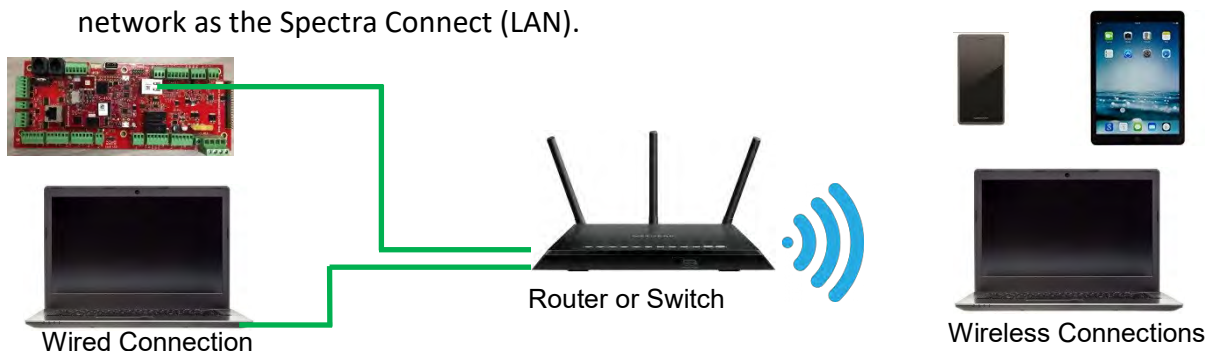 network as the Spectra Connect (LAN).
Router or Switch
Wired Connection
Wireless Connections